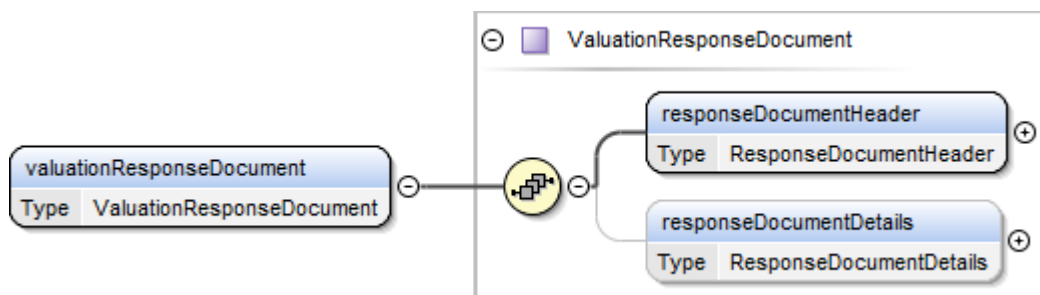 ValuationResponseDocument
responseDocumentHeader
Type ResponseDocumentHeader
valuationResponseDocument
Type ValuationResponseDocument
responseDocumentDetails
Type ResponseDocumentDetails